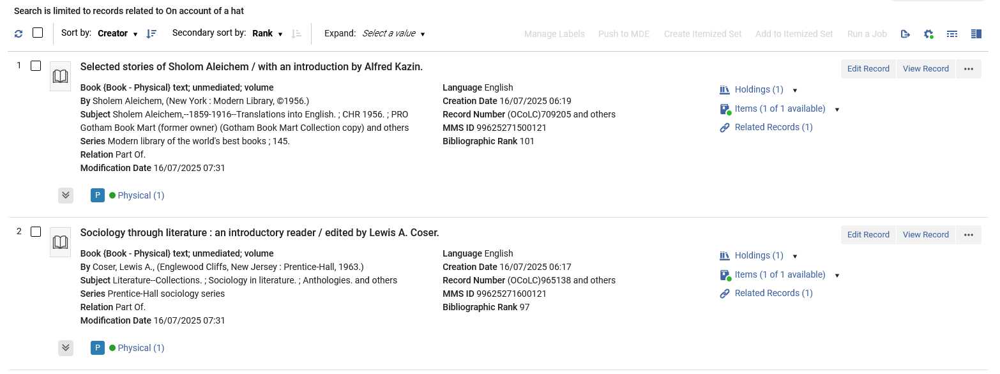 Search is limited to records related to On account of a hat
Sort by: Creator Secondary sort by: Rank Expand: Select a value Manage Labels Push to MDE Create Itemized Set Add to Itemized Set Run a Job
1 Selected stories of Sholom Aleichem / with an introduction by Alfred Kazin. Edit Record View Record
Book {Book - Physical} text; unmediated; volume
By Sholem Aleichem, (New York : Modern Library, ©1956.)
Subject Sholem Aleichem,--1859-1916--Translations into English. ; CHR 1956. ; PRO
Gotham Book Mart (former owner) (Gotham Book Mart Collection copy) and others
Series Modern library of the world's best books ; 145.
Relation Part Of.
Modification Date 16/07/2025 07:31
Language English
Creation Date 16/07/2025 06:19
Record Number (OCoLC)709205 and others
MMS ID 99625271500121
Bibliographic Rank 101
Holdings (1)
Items (1 of 1 available)
Related Records (1)
P Physical (1)
2 Sociology through literature : an introductory reader / edited by Lewis A. Coser. Edit Record View Record
Book {Book - Physical} text; unmediated; volume
By Coser, Lewis A., (Englewood Cliffs, New Jersey : Prentice-Hall, 1963.)
Subject Literature--Collections. ; Sociology in literature. ; Anthologies. and others
Series Prentice-Hall sociology series
Relation Part Of.
Modification Date 16/07/2025 07:31
Language English
Creation Date 16/07/2025 06:17
Record Number (OCoLC)965138 and others
MMS ID 99625271600121
Bibliographic Rank 97
Holdings (1)
Items (1 of 1 available)
Related Records (1)
P Physical (1)